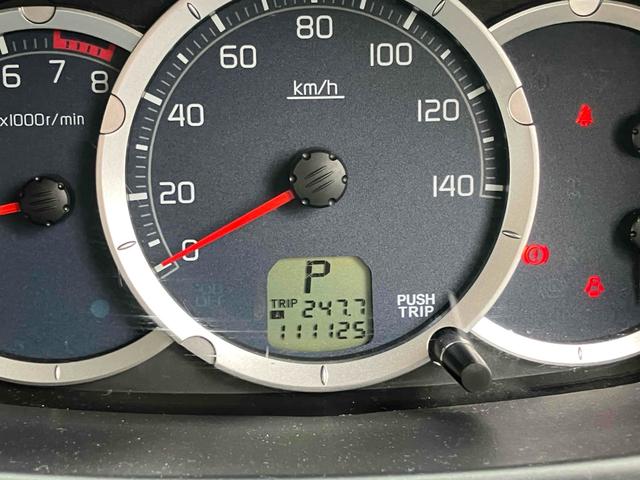 6 7 8
x1000r/min
0 20 40 60 80 100 120 140
km/h
P
TRIP A 247.7
111125
PUSH
TRIP
O/D
OFF